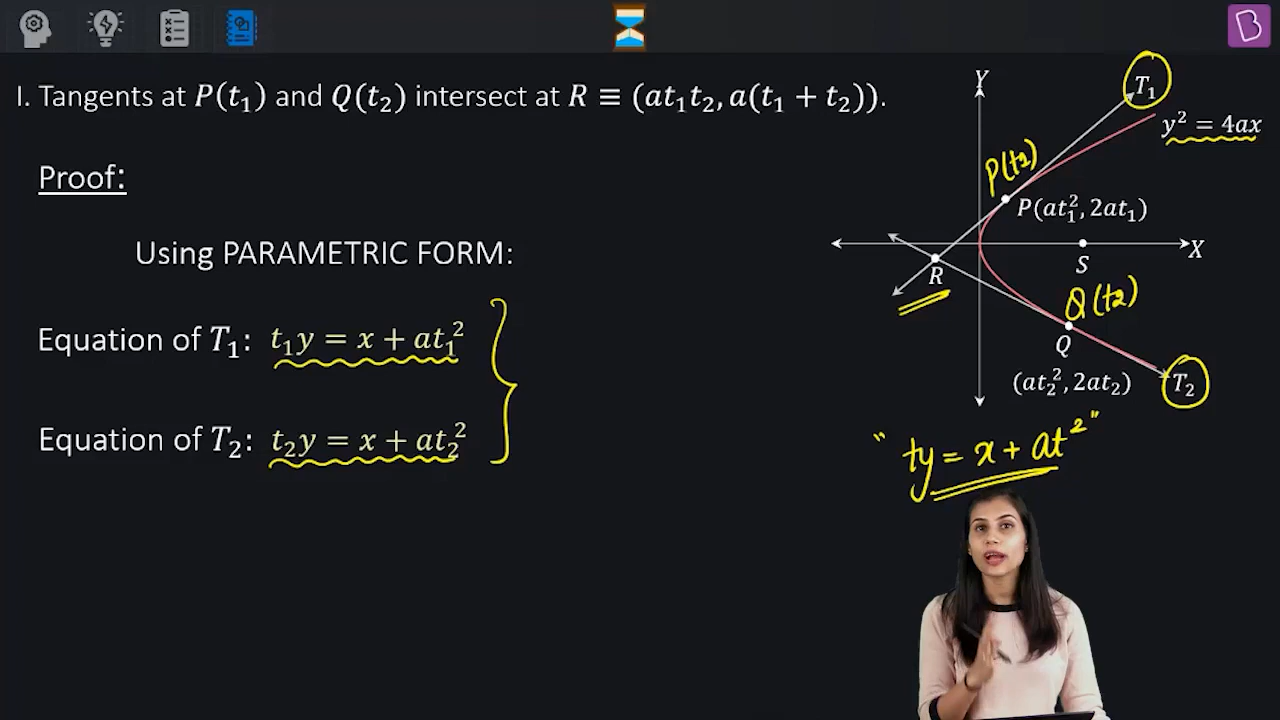 I. Tangents at P(t₁) and Q(t₂) intersect at R ≡ (at₁t₂, a(t₁ + t₂)).
Proof:
Using PARAMETRIC FORM:
Equation of T₁: t₁y = x + at₁²
Equation of T₂: t₂y = x + at₂²
Y
T₁
y² = 4ax
P(t₂)
P(at₁², 2at₁)
X
R
S
Q(t₂)
Q
(at₂², 2at₂)
T₂
"ty = x + at²"
B